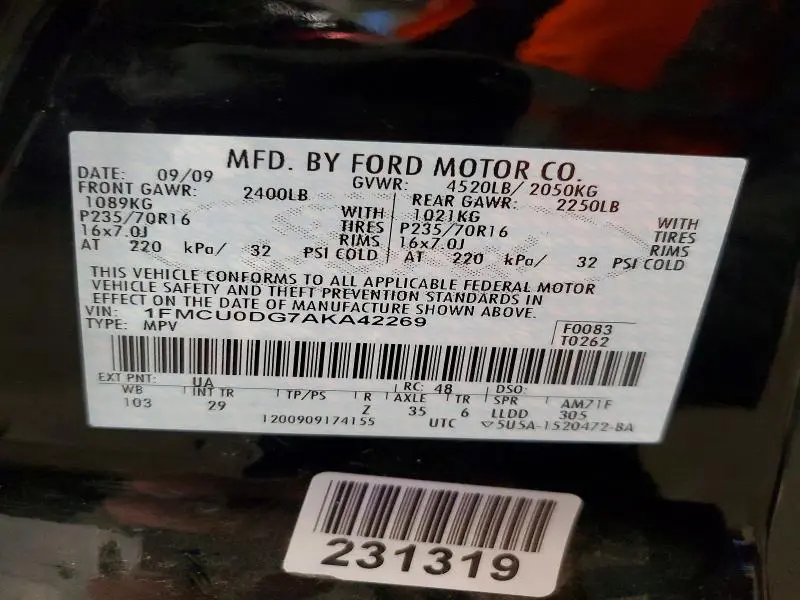 MFD. BY FORD MOTOR CO.
DATE: 09/09 GVWR: 4520LB/ 2050KG
FRONT GAWR: 2400LB REAR GAWR: 2250LB
1089KG WITH 1021KG WITH
P235/70R16 TIRES P235/70R16 TIRES
16x7.0J RIMS 16x7.0J RIMS
AT 220 kPa/ 32 PSI COLD AT 220 kPa/ 32 PSI COLD
THIS VEHICLE CONFORMS TO ALL APPLICABLE FEDERAL MOTOR
VEHICLE SAFETY AND THEFT PREVENTION STANDARDS IN
EFFECT ON THE DATE OF MANUFACTURE SHOWN ABOVE.
VIN: 1FMCU0DG7AKA42269
TYPE: MPV F0083
T0262
EXT PNT: UA RC: 48 DSO:
WB INT TR TP/PS R AXLE TR SPR AM71F
103 29 Z 35 6 LLDD 305
1200909174155 UTC ▽5U5A-1520472-BA
231319